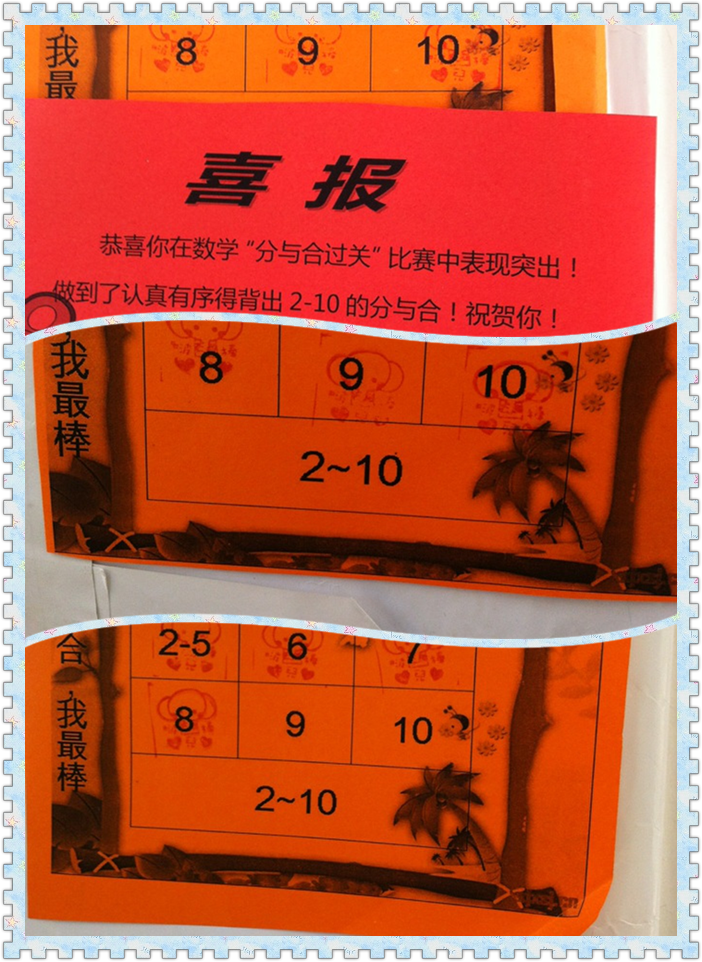 我最
8 9 10
喜报
恭喜你在数学“分与合过关”比赛中表现突出！
做到了认真有序得背出 2-10 的分与合！祝贺你！
我最棒
8 9 10
2~10
合，我最棒
2-5 6 7
8 9 10
2~10